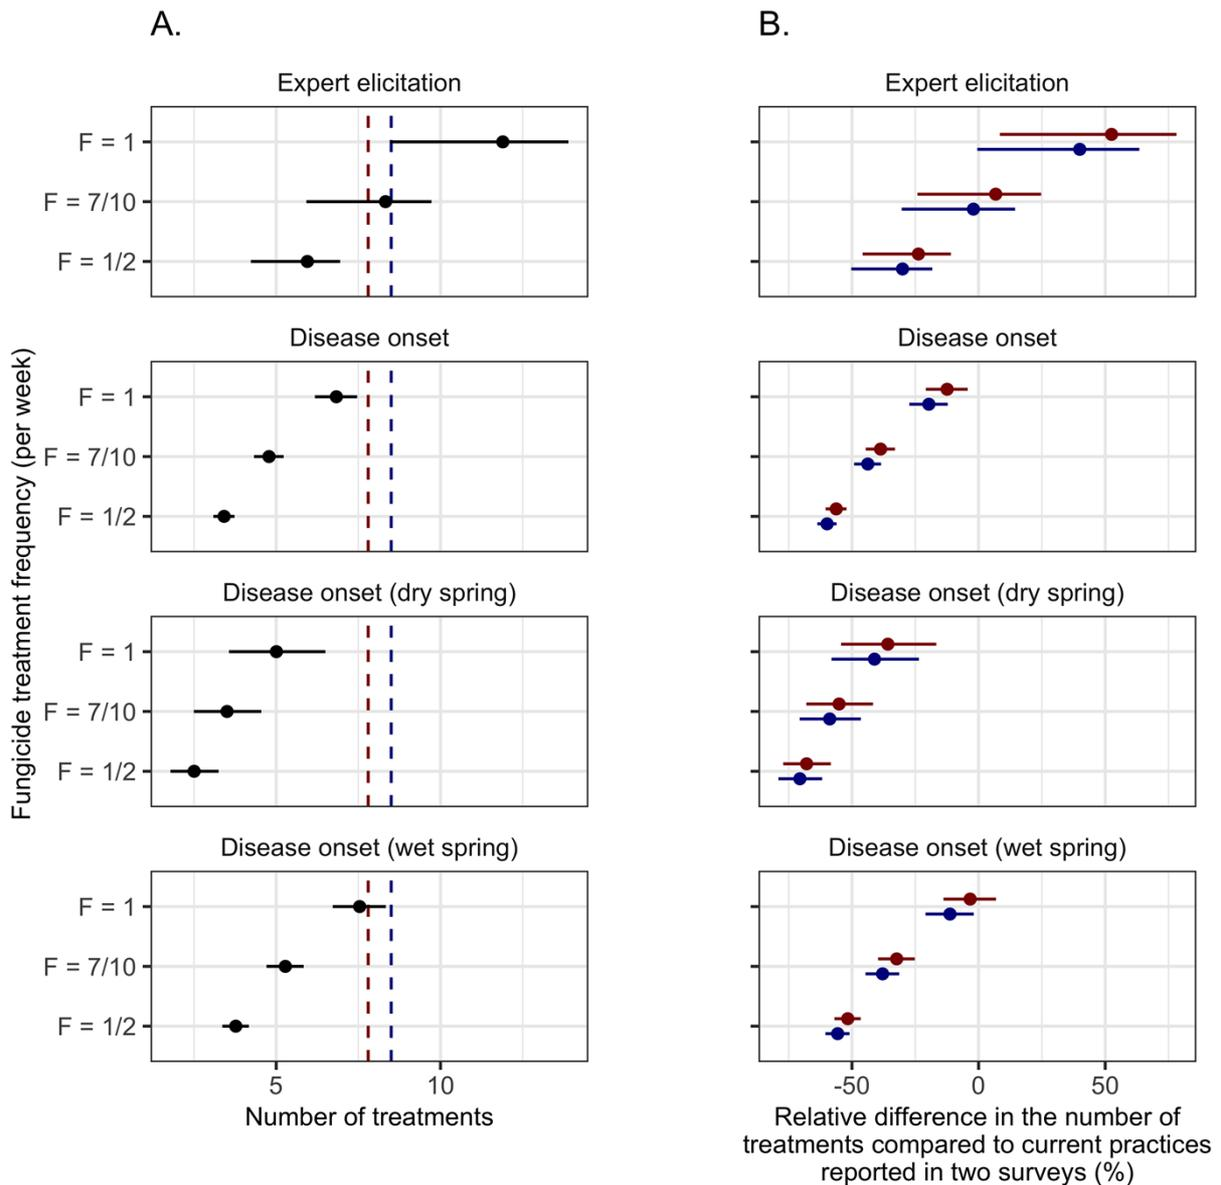 A.
B.
Expert elicitation
Expert elicitation
F = 1
F = 7/10
F = 1/2
Disease onset
Disease onset
F = 1
F = 7/10
F = 1/2
Disease onset (dry spring)
Disease onset (dry spring)
F = 1
F = 7/10
F = 1/2
Disease onset (wet spring)
Disease onset (wet spring)
F = 1
F = 7/10
F = 1/2
Fungicide treatment frequency (per week)
5
10
-50
0
50
Number of treatments
Relative difference in the number of
treatments compared to current practices
reported in two surveys (%)